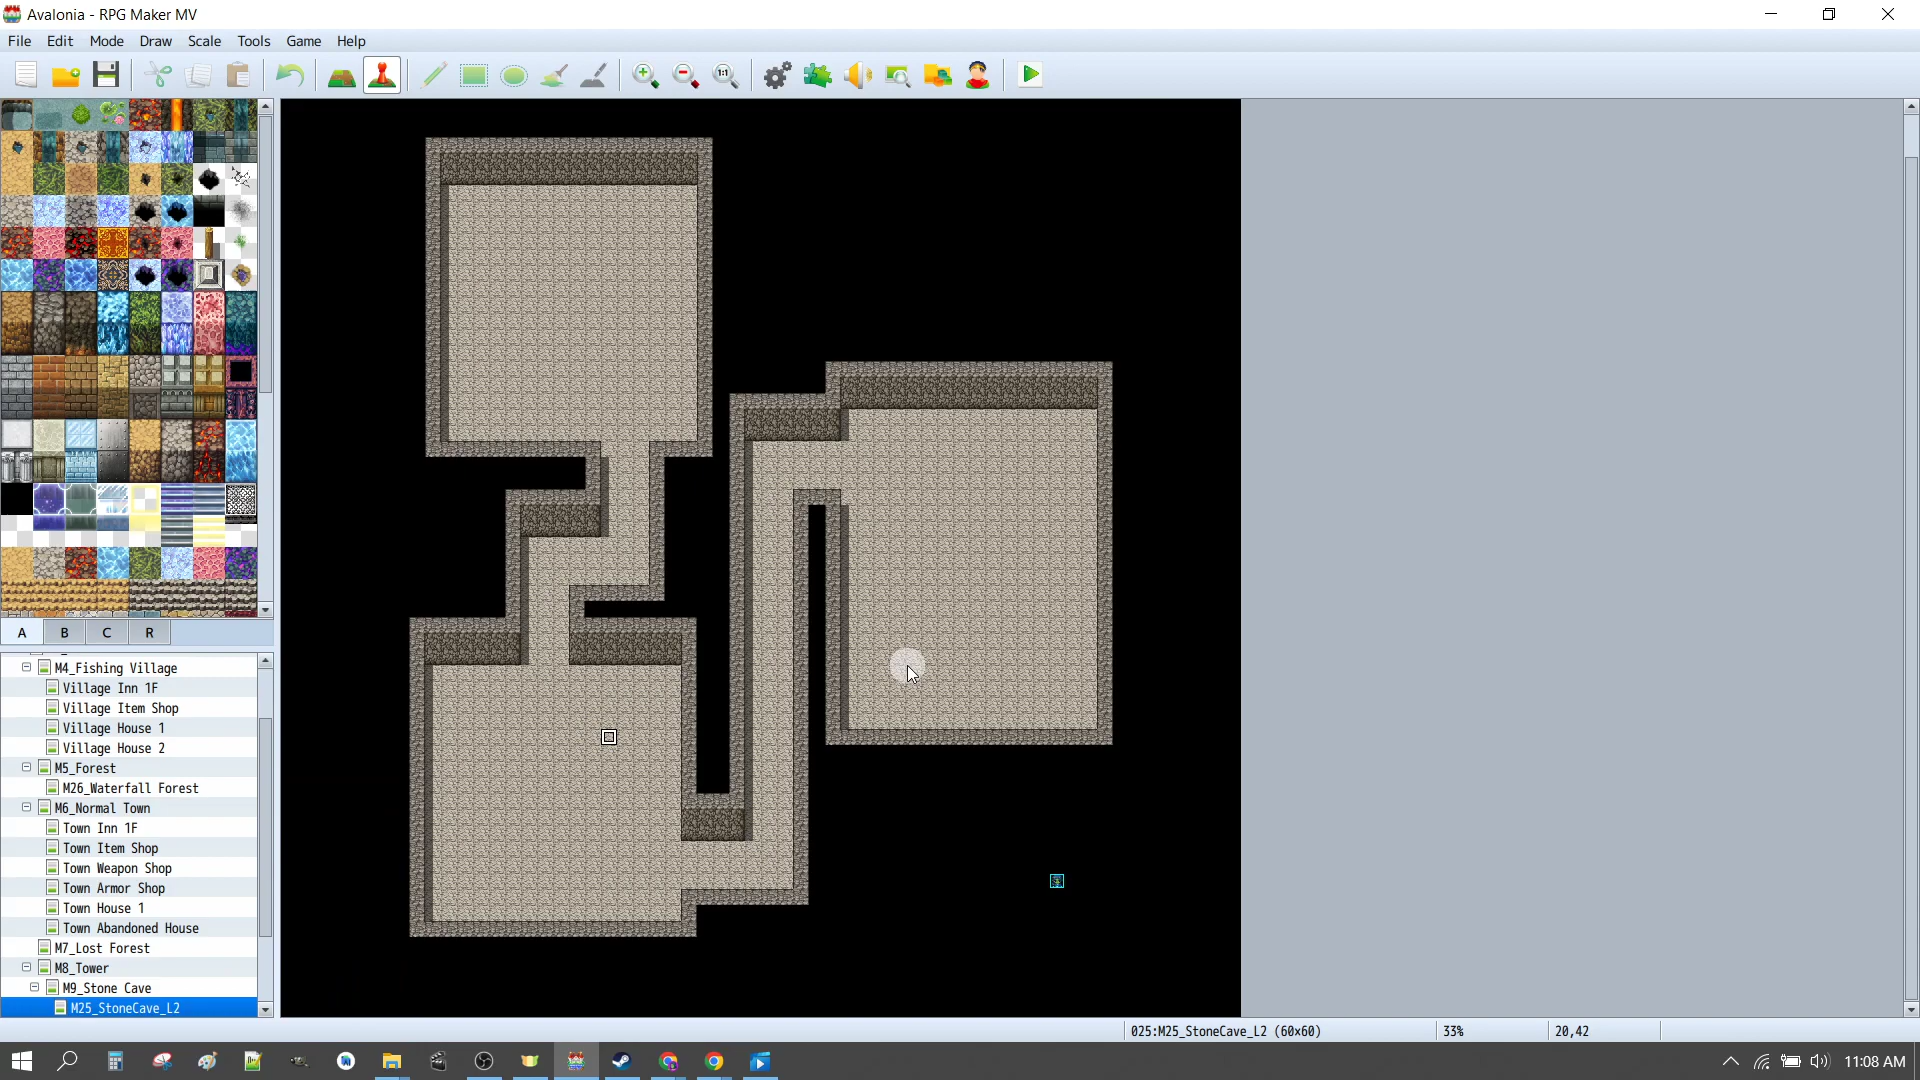 Avalonia - RPG Maker MV
File Edit Mode Draw Scale Tools Game Help
1:1
A B C R
M4_Fishing Village
Village Inn 1F
Village Item Shop
Village House 1
Village House 2
M5_Forest
M26_Waterfall Forest
M6_Normal Town
Town Inn 1F
Town Item Shop
Town Weapon Shop
Town Armor Shop
Town House 1
Town Abandoned House
M7_Lost Forest
M8_Tower
M9_Stone Cave
M25_StoneCave_L2
025:M25_StoneCave_L2 (60x60) 33% 20,42
11:08 AM